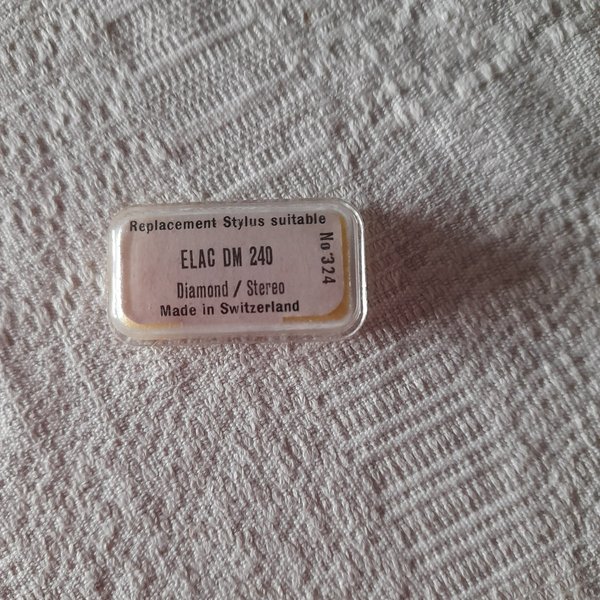 Replacement Stylus suitable
ELAC DM 240
Diamond / Stereo
Made in Switzerland
No 324